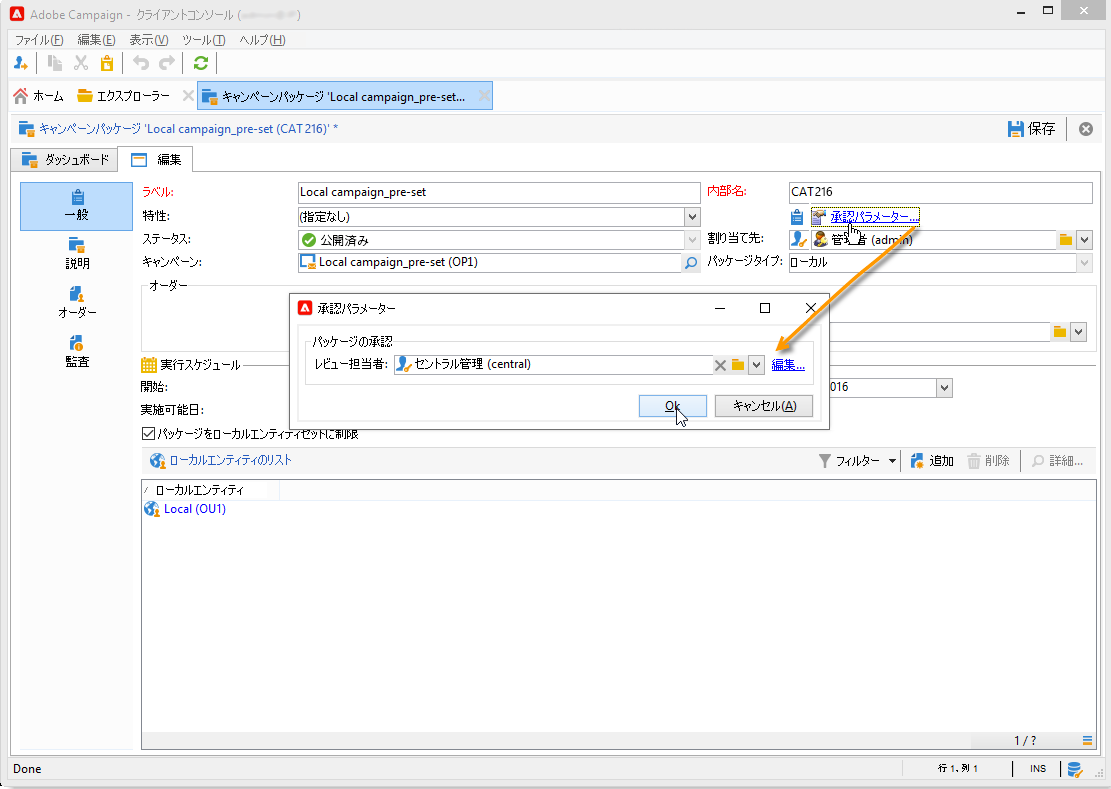 Adobe Campaign - クライアントコンソール (
ファイル(F) 編集(E) 表示(V) ツール(T) ヘルプ(H)
ホーム エクスプローラー キャンペーンパッケージ 'Local campaign_pre-set...
キャンペーンパッケージ 'Local campaign_pre-set (CAT216)' *
保存
ダッシュボード 編集
一般
説明
オーダー
監査
ラベル: Local campaign_pre-set 内部名: CAT216
特性: (指定なし) 承認パラメーター...
ステータス: 公開済み 割り当て先: 管理者 (admin)
キャンペーン: Local campaign_pre-set (OP1) パッケージタイプ: ローカル
オーダー
承認パラメーター
パッケージの承認
レビュー担当者: セントラル管理 (central) 編集...
Ok キャンセル(A)
実行スケジュール
開始: 016
実施可能日:
パッケージをローカルエンティティセットに制限
ローカルエンティティのリスト フィルター 追加 削除 詳細...
ローカルエンティティ
Local (OU1)
1 / ?
Done 行 1、列 1 INS